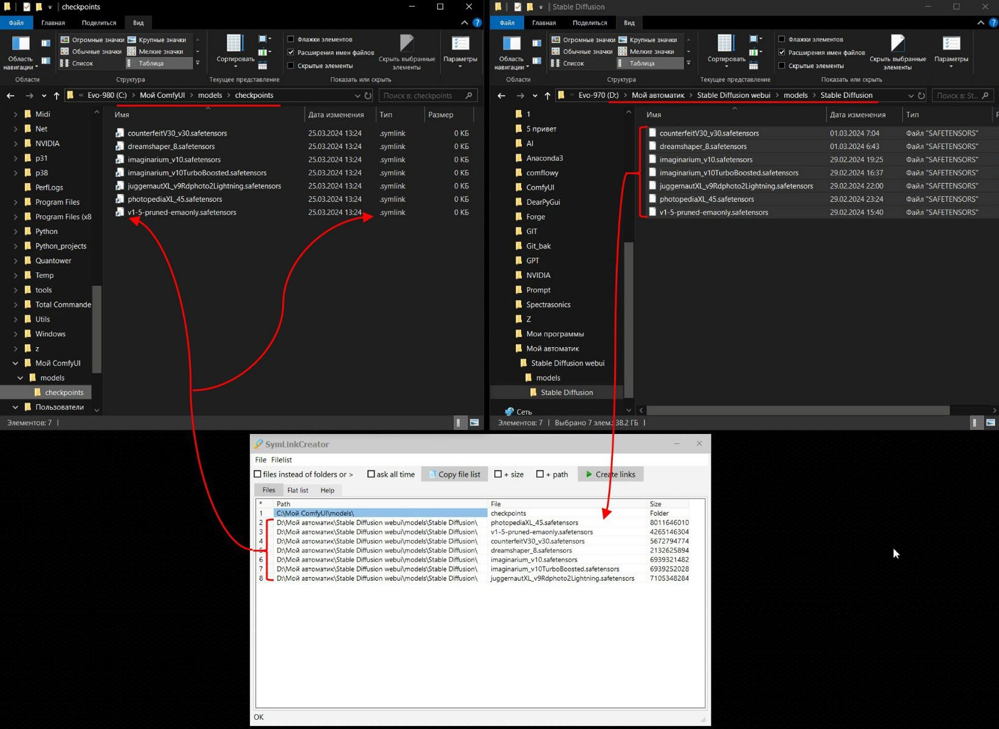 checkpoints
Файл Главная Поделиться Вид
Область навигации
Огромные значки Крупные значки
Обычные значки Мелкие значки
Список Таблица
Сортировать
Флажки элементов
Расширения имен файлов
Скрытые элементы
Скрыть выбранные элементы
Параметры
Области Структура Текущее представление Показать или скрыть
« Evo-980 (C:) > Мой ComfyUI > models > checkpoints
Поиск в: checkpoints
Midi
Net
NVIDIA
p31
p38
PerfLogs
Program Files
Program Files (x8
Python
Python_projects
Quantower
Temp
tools
Total Commande
Utils
Windows
z
Мой ComfyUI
models
checkpoints
Пользователи
Имя Дата изменения Тип Размер
counterfeitV30_v30.safetensors 25.03.2024 13:24 .symlink 0 КБ
dreamshaper_8.safetensors 25.03.2024 13:24 .symlink 0 КБ
imaginarium_v10.safetensors 25.03.2024 13:24 .symlink 0 КБ
imaginarium_v10TurboBoosted.safetensors 25.03.2024 13:24 .symlink 0 КБ
juggernautXL_v9Rdphoto2Lightning.safetensors 25.03.2024 13:24 .symlink 0 КБ
photopediaXL_45.safetensors 25.03.2024 13:24 .symlink 0 КБ
v1-5-pruned-emaonly.safetensors 25.03.2024 13:24 .symlink 0 КБ
Элементов: 7
Stable Diffusion
Файл Главная Поделиться Вид
Область навигации
Огромные значки Крупные значки
Обычные значки Мелкие значки
Список Таблица
Сортировать
Флажки элементов
Расширения имен файлов
Скрытые элементы
Скрыть выбранные элементы
Параметры
Области Структура Текущее представление Показать или скрыть
« Evo-970 (D:) > Мой автоматик > Stable Diffusion webui > models > Stable Diffusion
Поиск в: St...
1
5 привет
AI
Anaconda3
comflowy
ComfyUI
DearPyGui
Forge
GIT
Git_bak
GPT
NVIDIA
Prompt
Spectrasonics
Z
Мои программы
Мой автоматик
Stable Diffusion webui
models
Stable Diffusion
Сеть
Имя Дата изменения Тип
counterfeitV30_v30.safetensors 01.03.2024 7:04 Файл "SAFETENSORS"
dreamshaper_8.safetensors 01.03.2024 6:43 Файл "SAFETENSORS"
imaginarium_v10.safetensors 29.02.2024 19:25 Файл "SAFETENSORS"
imaginarium_v10TurboBoosted.safetensors 29.02.2024 16:37 Файл "SAFETENSORS"
juggernautXL_v9Rdphoto2Lightning.safetensors 29.02.2024 22:00 Файл "SAFETENSORS"
photopediaXL_45.safetensors 29.02.2024 23:24 Файл "SAFETENSORS"
v1-5-pruned-emaonly.safetensors 29.02.2024 15:40 Файл "SAFETENSORS"
Элементов: 7 Выбрано 7 элем.: 38.2 ГБ
SymLinkCreator
File Filelist
files instead of folders or > ask all time Copy file list + size + path Create links
Files Flat list Help
* Path File Size
1 C:\Мой ComfyUI\models\ checkpoints Folder
2 D:\Мой автоматик\Stable Diffusion webui\models\Stable Diffusion\ photopediaXL_45.safetensors 8011646010
3 D:\Мой автоматик\Stable Diffusion webui\models\Stable Diffusion\ v1-5-pruned-emaonly.safetensors 4265146304
4 D:\Мой автоматик\Stable Diffusion webui\models\Stable Diffusion\ counterfeitV30_v30.safetensors 5672794774
5 D:\Мой автоматик\Stable Diffusion webui\models\Stable Diffusion\ dreamshaper_8.safetensors 2132625894
6 D:\Мой автоматик\Stable Diffusion webui\models\Stable Diffusion\ imaginarium_v10.safetensors 6939321482
7 D:\Мой автоматик\Stable Diffusion webui\models\Stable Diffusion\ imaginarium_v10TurboBoosted.safetensors 6939252028
8 D:\Мой автоматик\Stable Diffusion webui\models\Stable Diffusion\ juggernautXL_v9Rdphoto2Lightning.safetensors 7105348284
OK